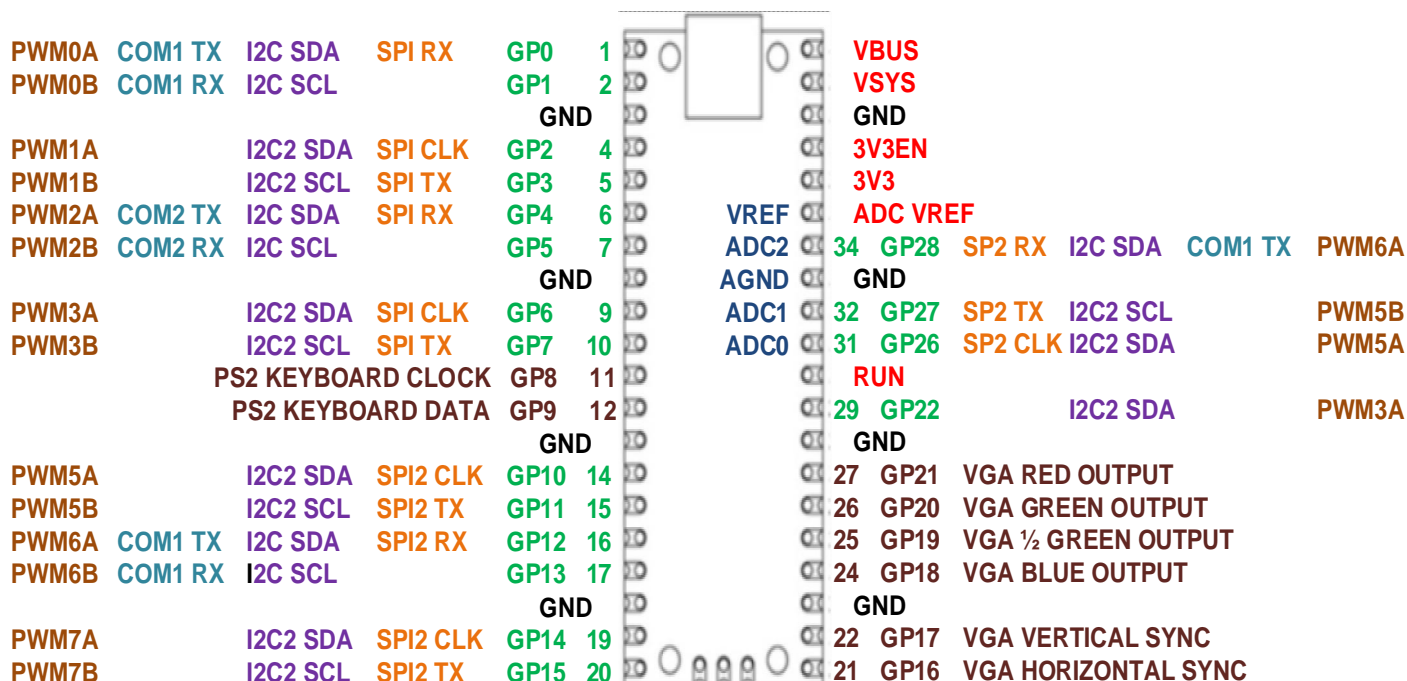 PWM0A COM1 TX I2C SDA SPI RX GP0 1 VBUS
PWM0B COM1 RX I2C SCL GP1 2 VSYS
GND GND
PWM1A I2C2 SDA SPI CLK GP2 4 3V3EN
PWM1B I2C2 SCL SPI TX GP3 5 3V3
PWM2A COM2 TX I2C SDA SPI RX GP4 6 VREF ADC VREF
PWM2B COM2 RX I2C SCL GP5 7 ADC2 34 GP28 SP2 RX I2C SDA COM1 TX PWM6A
GND AGND GND
PWM3A I2C2 SDA SPI CLK GP6 9 ADC1 32 GP27 SP2 TX I2C2 SCL PWM5B
PWM3B I2C2 SCL SPI TX GP7 10 ADC0 31 GP26 SP2 CLK I2C2 SDA PWM5A
PS2 KEYBOARD CLOCK GP8 11 RUN
PS2 KEYBOARD DATA GP9 12 29 GP22 I2C2 SDA PWM3A
GND GND
PWM5A I2C2 SDA SPI2 CLK GP10 14 27 GP21 VGA RED OUTPUT
PWM5B I2C2 SCL SPI2 TX GP11 15 26 GP20 VGA GREEN OUTPUT
PWM6A COM1 TX I2C SDA SPI2 RX GP12 16 25 GP19 VGA ½ GREEN OUTPUT
PWM6B COM1 RX I2C SCL GP13 17 24 GP18 VGA BLUE OUTPUT
GND GND
PWM7A I2C2 SDA SPI2 CLK GP14 19 22 GP17 VGA VERTICAL SYNC
PWM7B I2C2 SCL SPI2 TX GP15 20 21 GP16 VGA HORIZONTAL SYNC